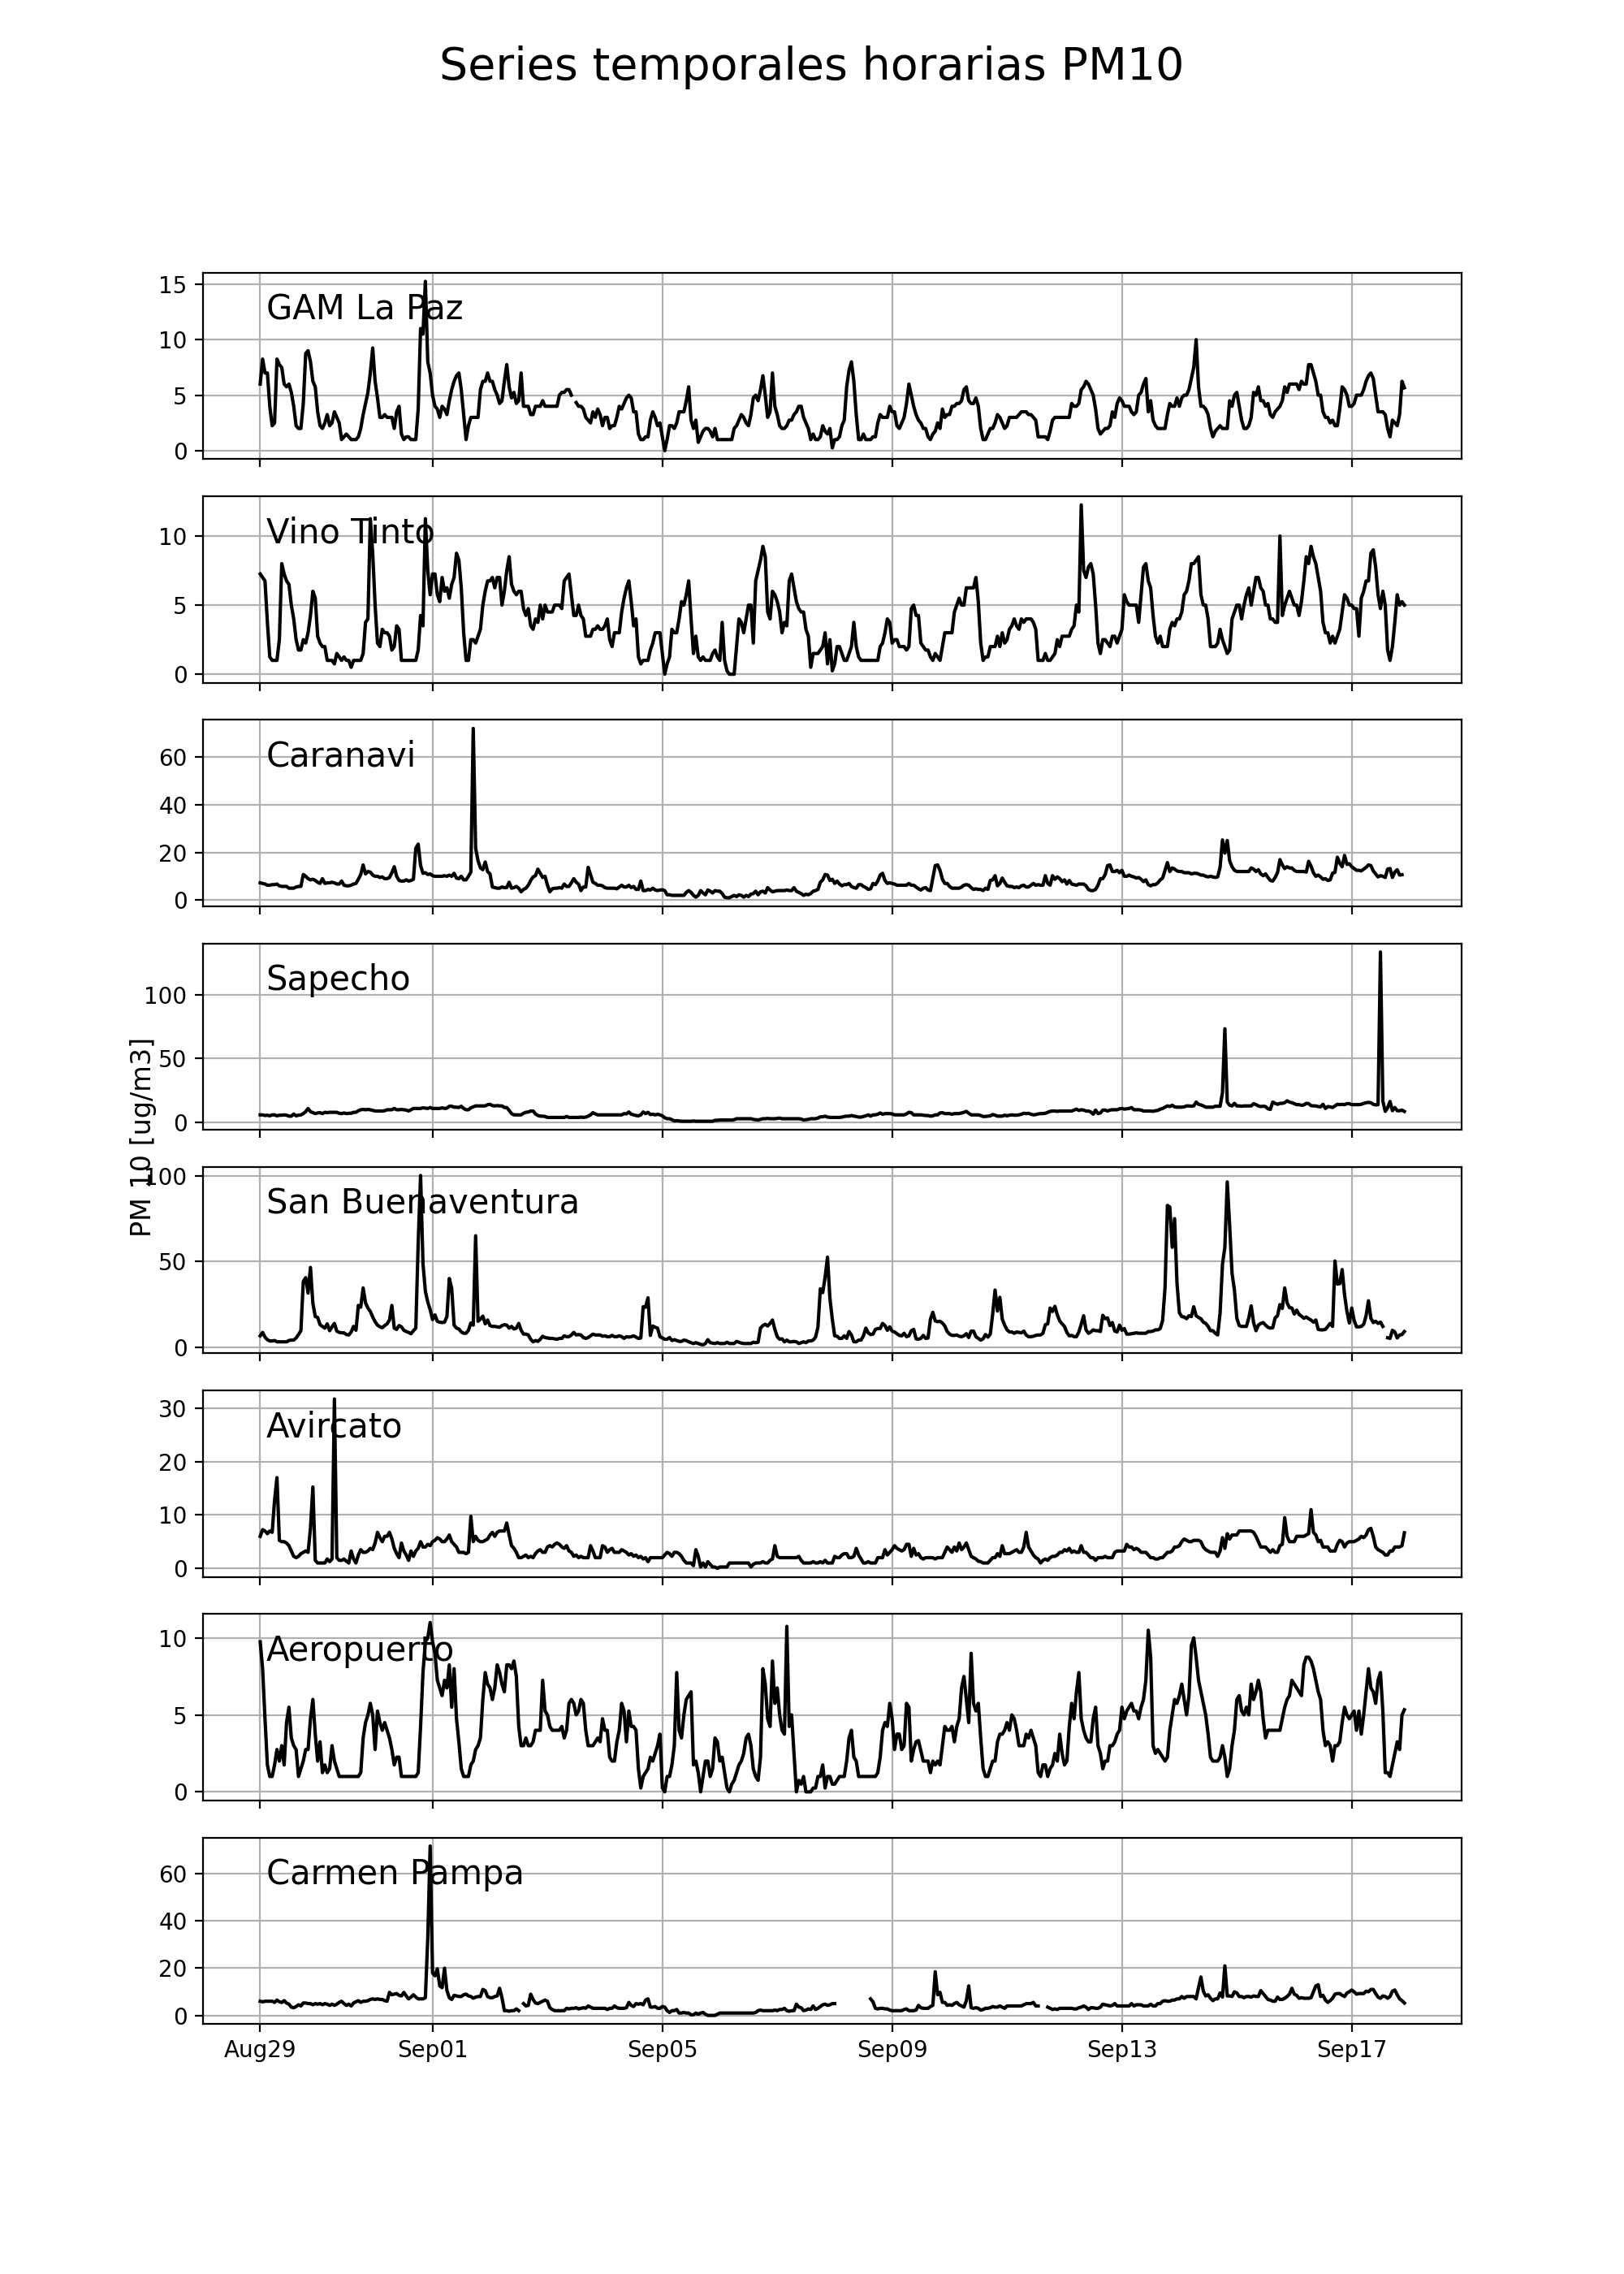 Series temporales horarias PM10
GAM La Paz
15
10
5
0
Vino Tinto
10
5
0
Caranavi
60
40
20
0
Sapecho
100
50
0
PM 10 [ug/m3]
San Buenaventura
100
50
0
Avircato
30
20
10
0
Aeropuerto
10
5
0
Carmen Pampa
60
40
20
0
Aug29 Sep01 Sep05 Sep09 Sep13 Sep17